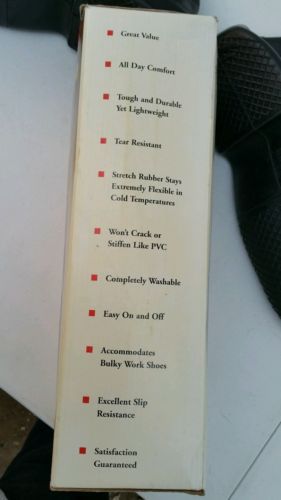 Great Value
All Day Comfort
Tough and Durable
Yet Lightweight
Tear Resistant
Stretch Rubber Stays
Extremely Flexible in
Cold Temperatures
Won't Crack or
Stiffen Like PVC
Completely Washable
Easy On and Off
Accommodates
Bulky Work Shoes
Excellent Slip
Resistance
Satisfaction
Guaranteed